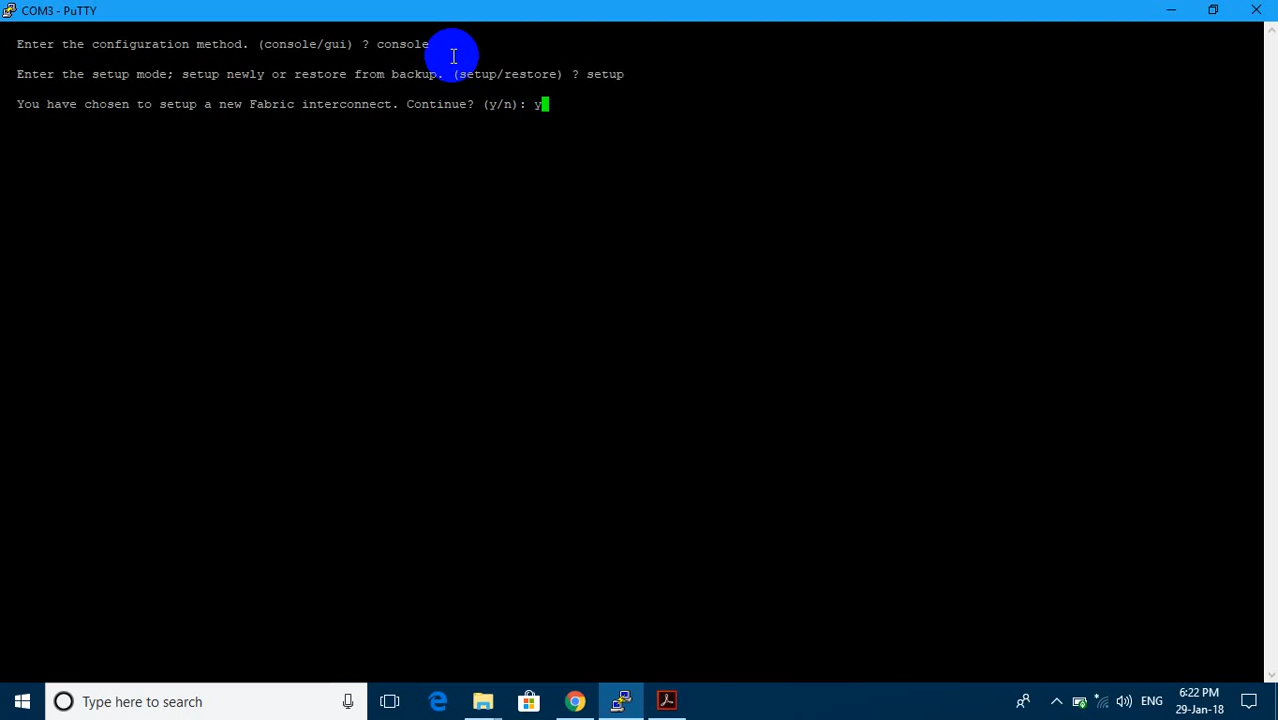 COM3 - PuTTY
Enter the configuration method. (console/gui) ? console
Enter the setup mode; setup newly or restore from backup. (setup/restore) ? setup
You have chosen to setup a new Fabric interconnect. Continue? (y/n): y
Type here to search
ENG
6:22 PM
29-Jan-18